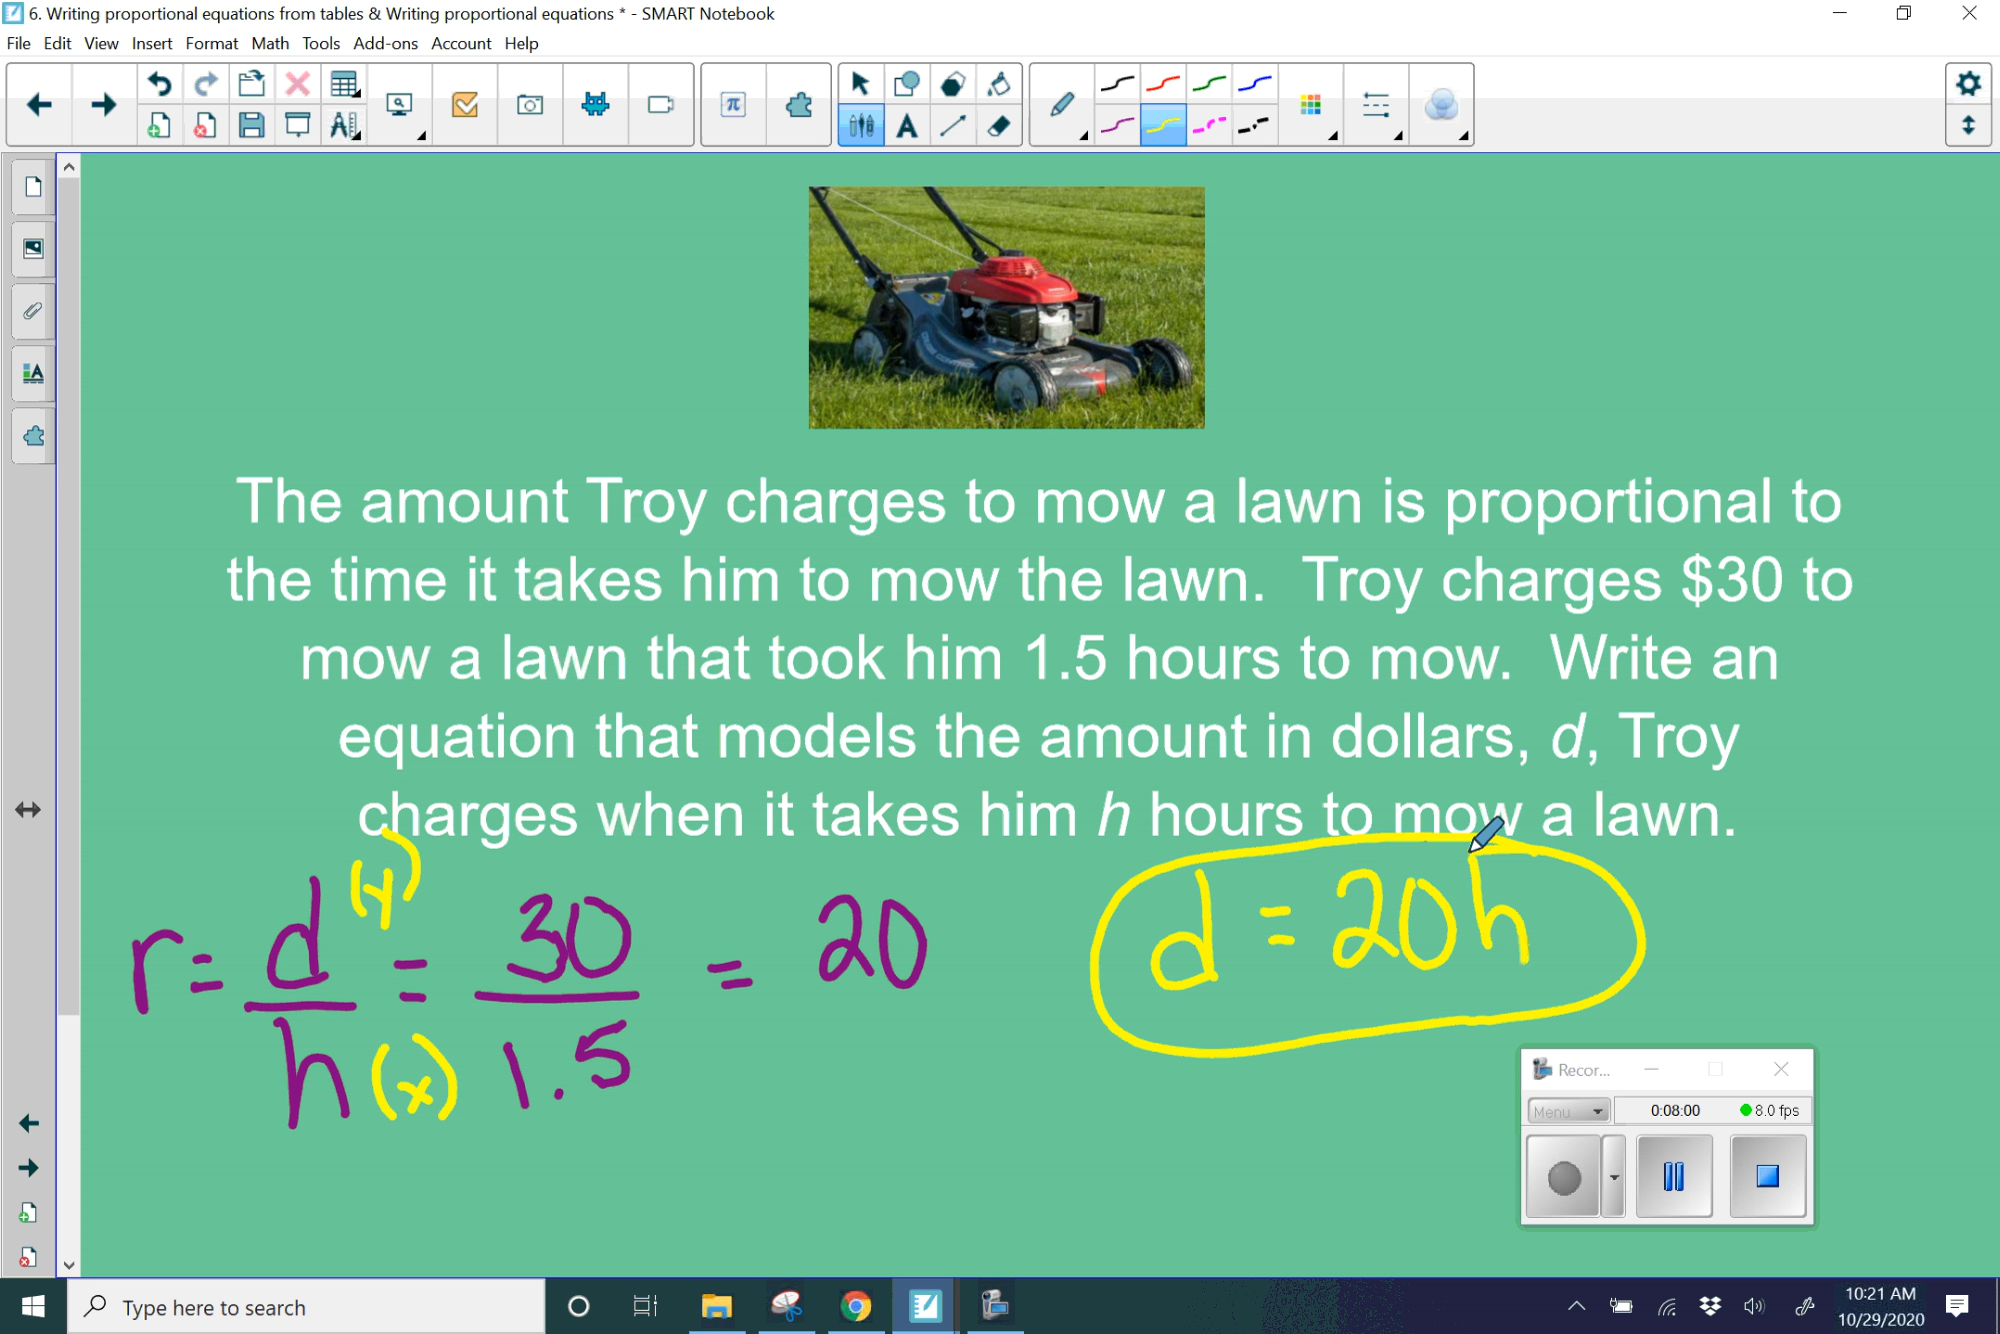 6. Writing proportional equations from tables & Writing proportional equations * - SMART Notebook
File Edit View Insert Format Math Tools Add-ons Account Help
The amount Troy charges to mow a lawn is proportional to
the time it takes him to mow the lawn. Troy charges $30 to
mow a lawn that took him 1.5 hours to mow. Write an
equation that models the amount in dollars, d, Troy
charges when it takes him h hours to mow a lawn.
r = d (y) / h (x) = 30 / 1.5 = 20
d = 20h
Recor...
Menu 0:08:00 8.0 fps
Type here to search
10:21 AM
10/29/2020